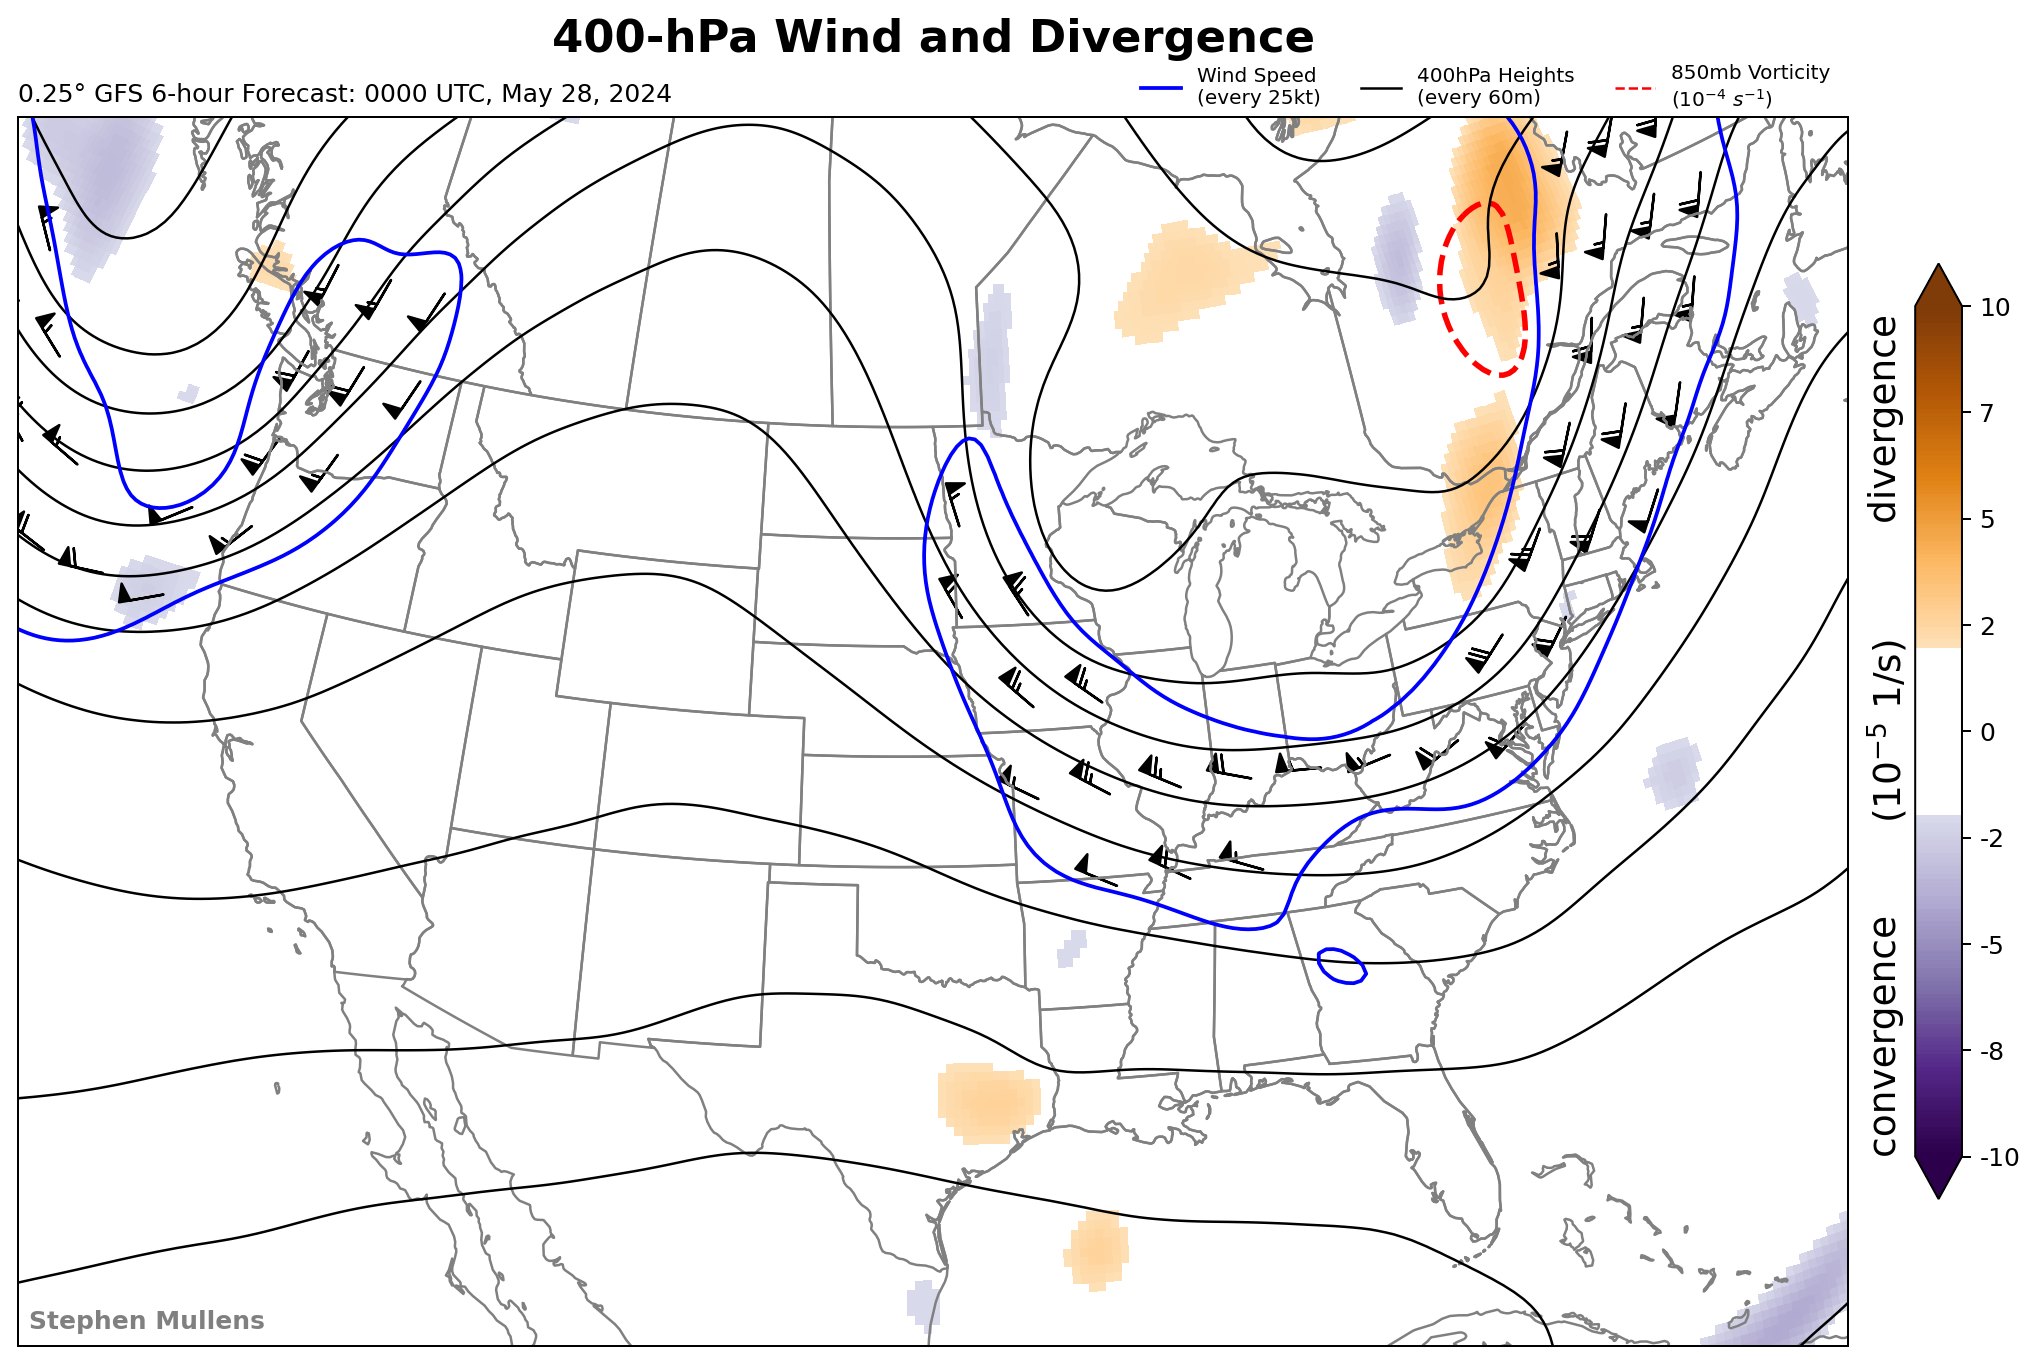 400-hPa Wind and Divergence
0.25° GFS 6-hour Forecast: 0000 UTC, May 28, 2024
Wind Speed
(every 25kt)
400hPa Heights
(every 60m)
850mb Vorticity
(10⁻⁴ s⁻¹)
10
7
5
2
0
-2
-5
-8
-10
convergence (10⁻⁵ 1/s) divergence
Stephen Mullens